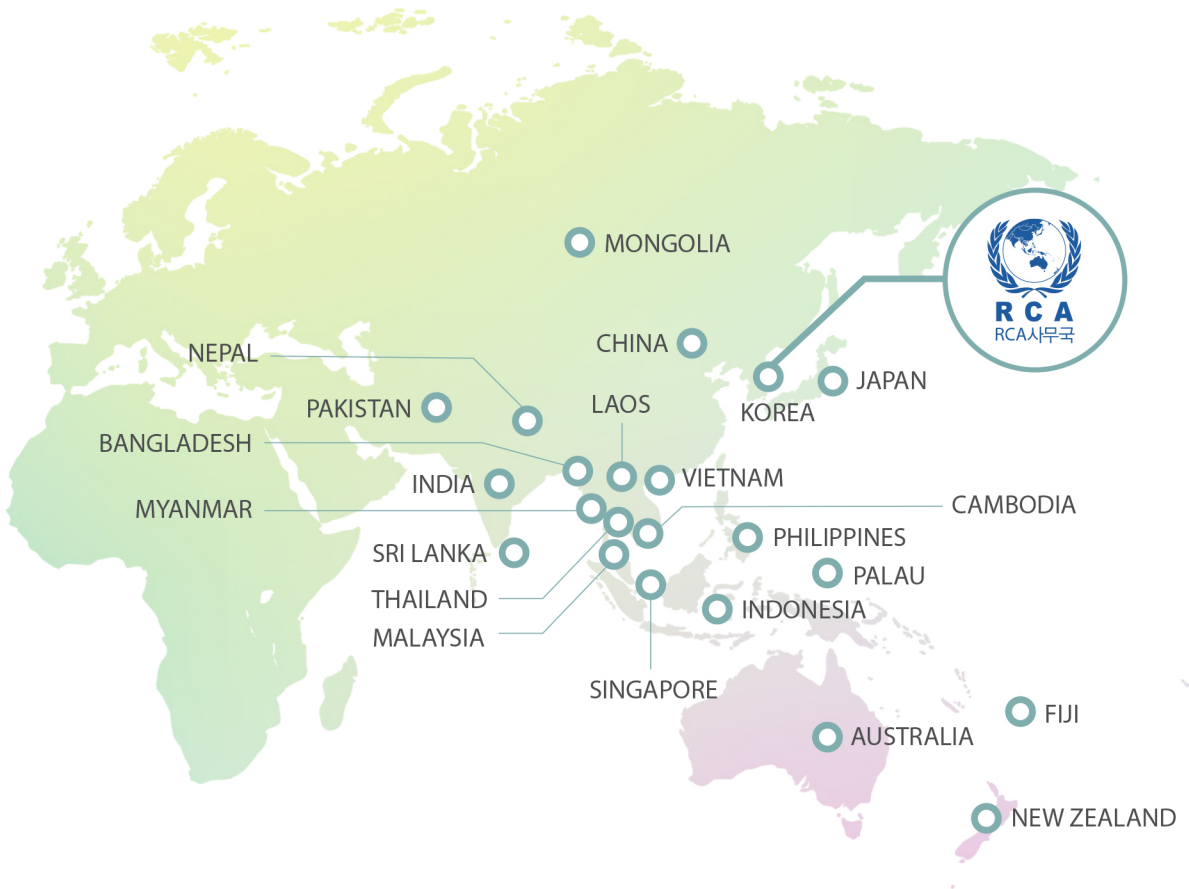 MONGOLIA
RCA
RCA사무국
CHINA
NEPAL
JAPAN
PAKISTAN
LAOS
KOREA
BANGLADESH
INDIA
VIETNAM
MYANMAR
CAMBODIA
PHILIPPINES
SRI LANKA
PALAU
THAILAND
INDONESIA
MALAYSIA
SINGAPORE
FIJI
AUSTRALIA
NEW ZEALAND